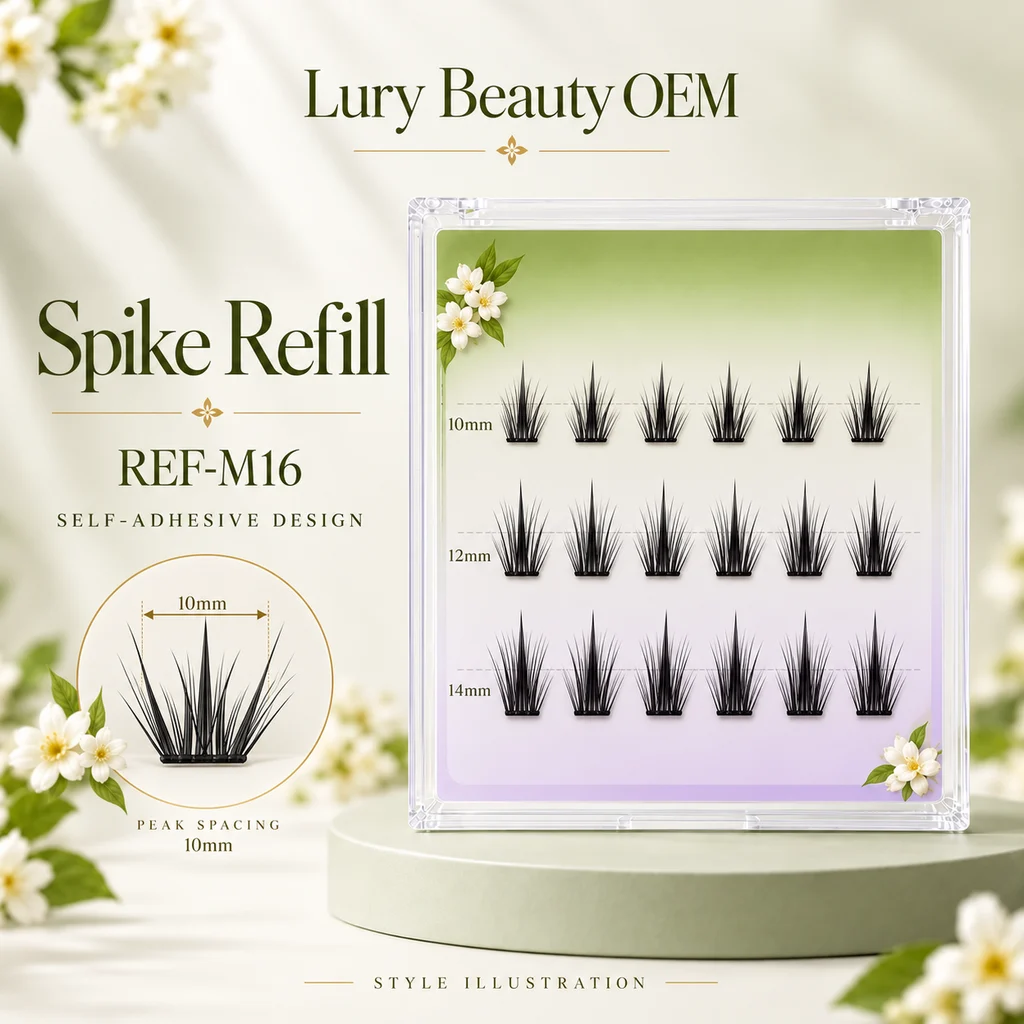 Lury Beauty OEM
Spike Refill
REF-M16
SELF-ADHESIVE DESIGN
10mm
PEAK SPACING
10mm
10mm
12mm
14mm
STYLE ILLUSTRATION